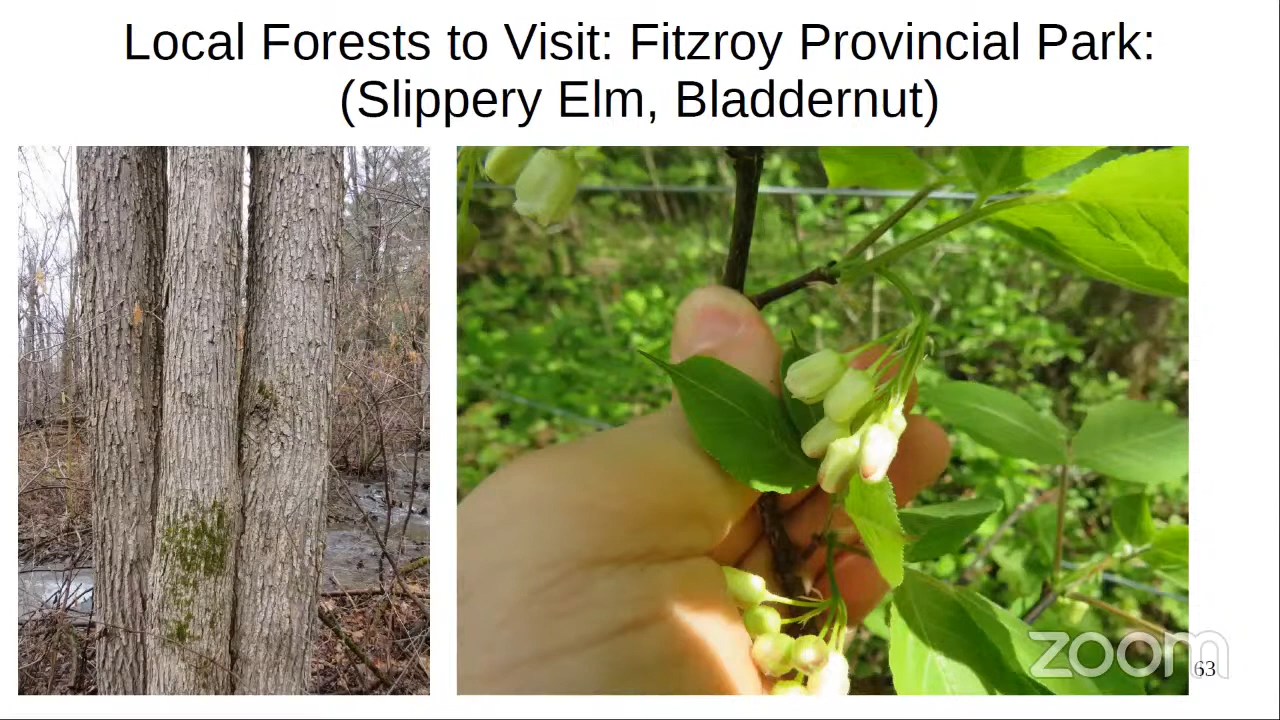 Local Forests to Visit: Fitzroy Provincial Park:
(Slippery Elm, Bladdernut)
zoom
63